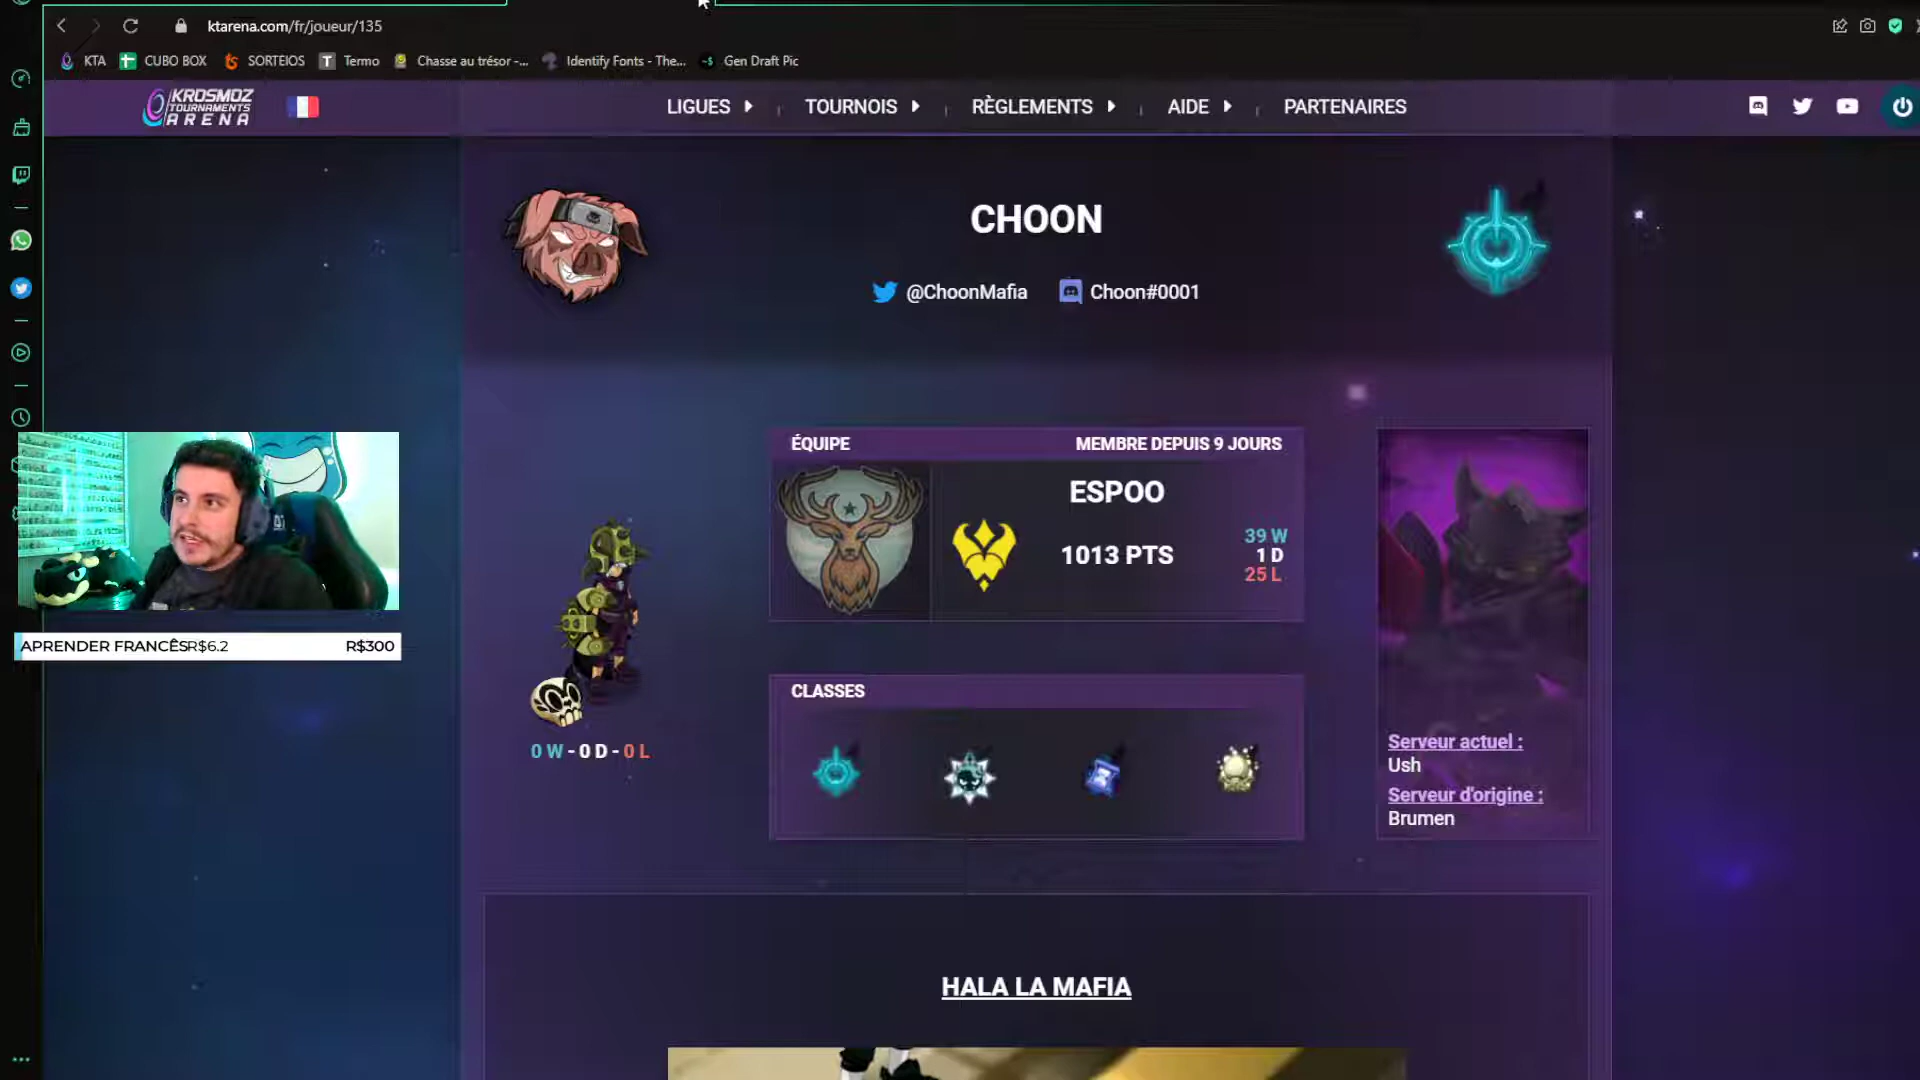 ktarena.com/fr/joueur/135
KTA CUBO BOX SORTEIOS T Termo Chasse au trésor -... Identify Fonts - The... ~$ Gen Draft Pic
KROSMOZ
TOURNAMENTS
ARENA
LIGUES TOURNOIS RÈGLEMENTS AIDE PARTENAIRES
CHOON
@ChoonMafia Choon#0001
ÉQUIPE MEMBRE DEPUIS 9 JOURS
ESPOO
1013 PTS
39 W
1 D
25 L
APRENDER FRANCÊSR$6.2 R$300
CLASSES
0 W - 0 D - 0 L
Serveur actuel :
Ush
Serveur d'origine :
Brumen
HALA LA MAFIA